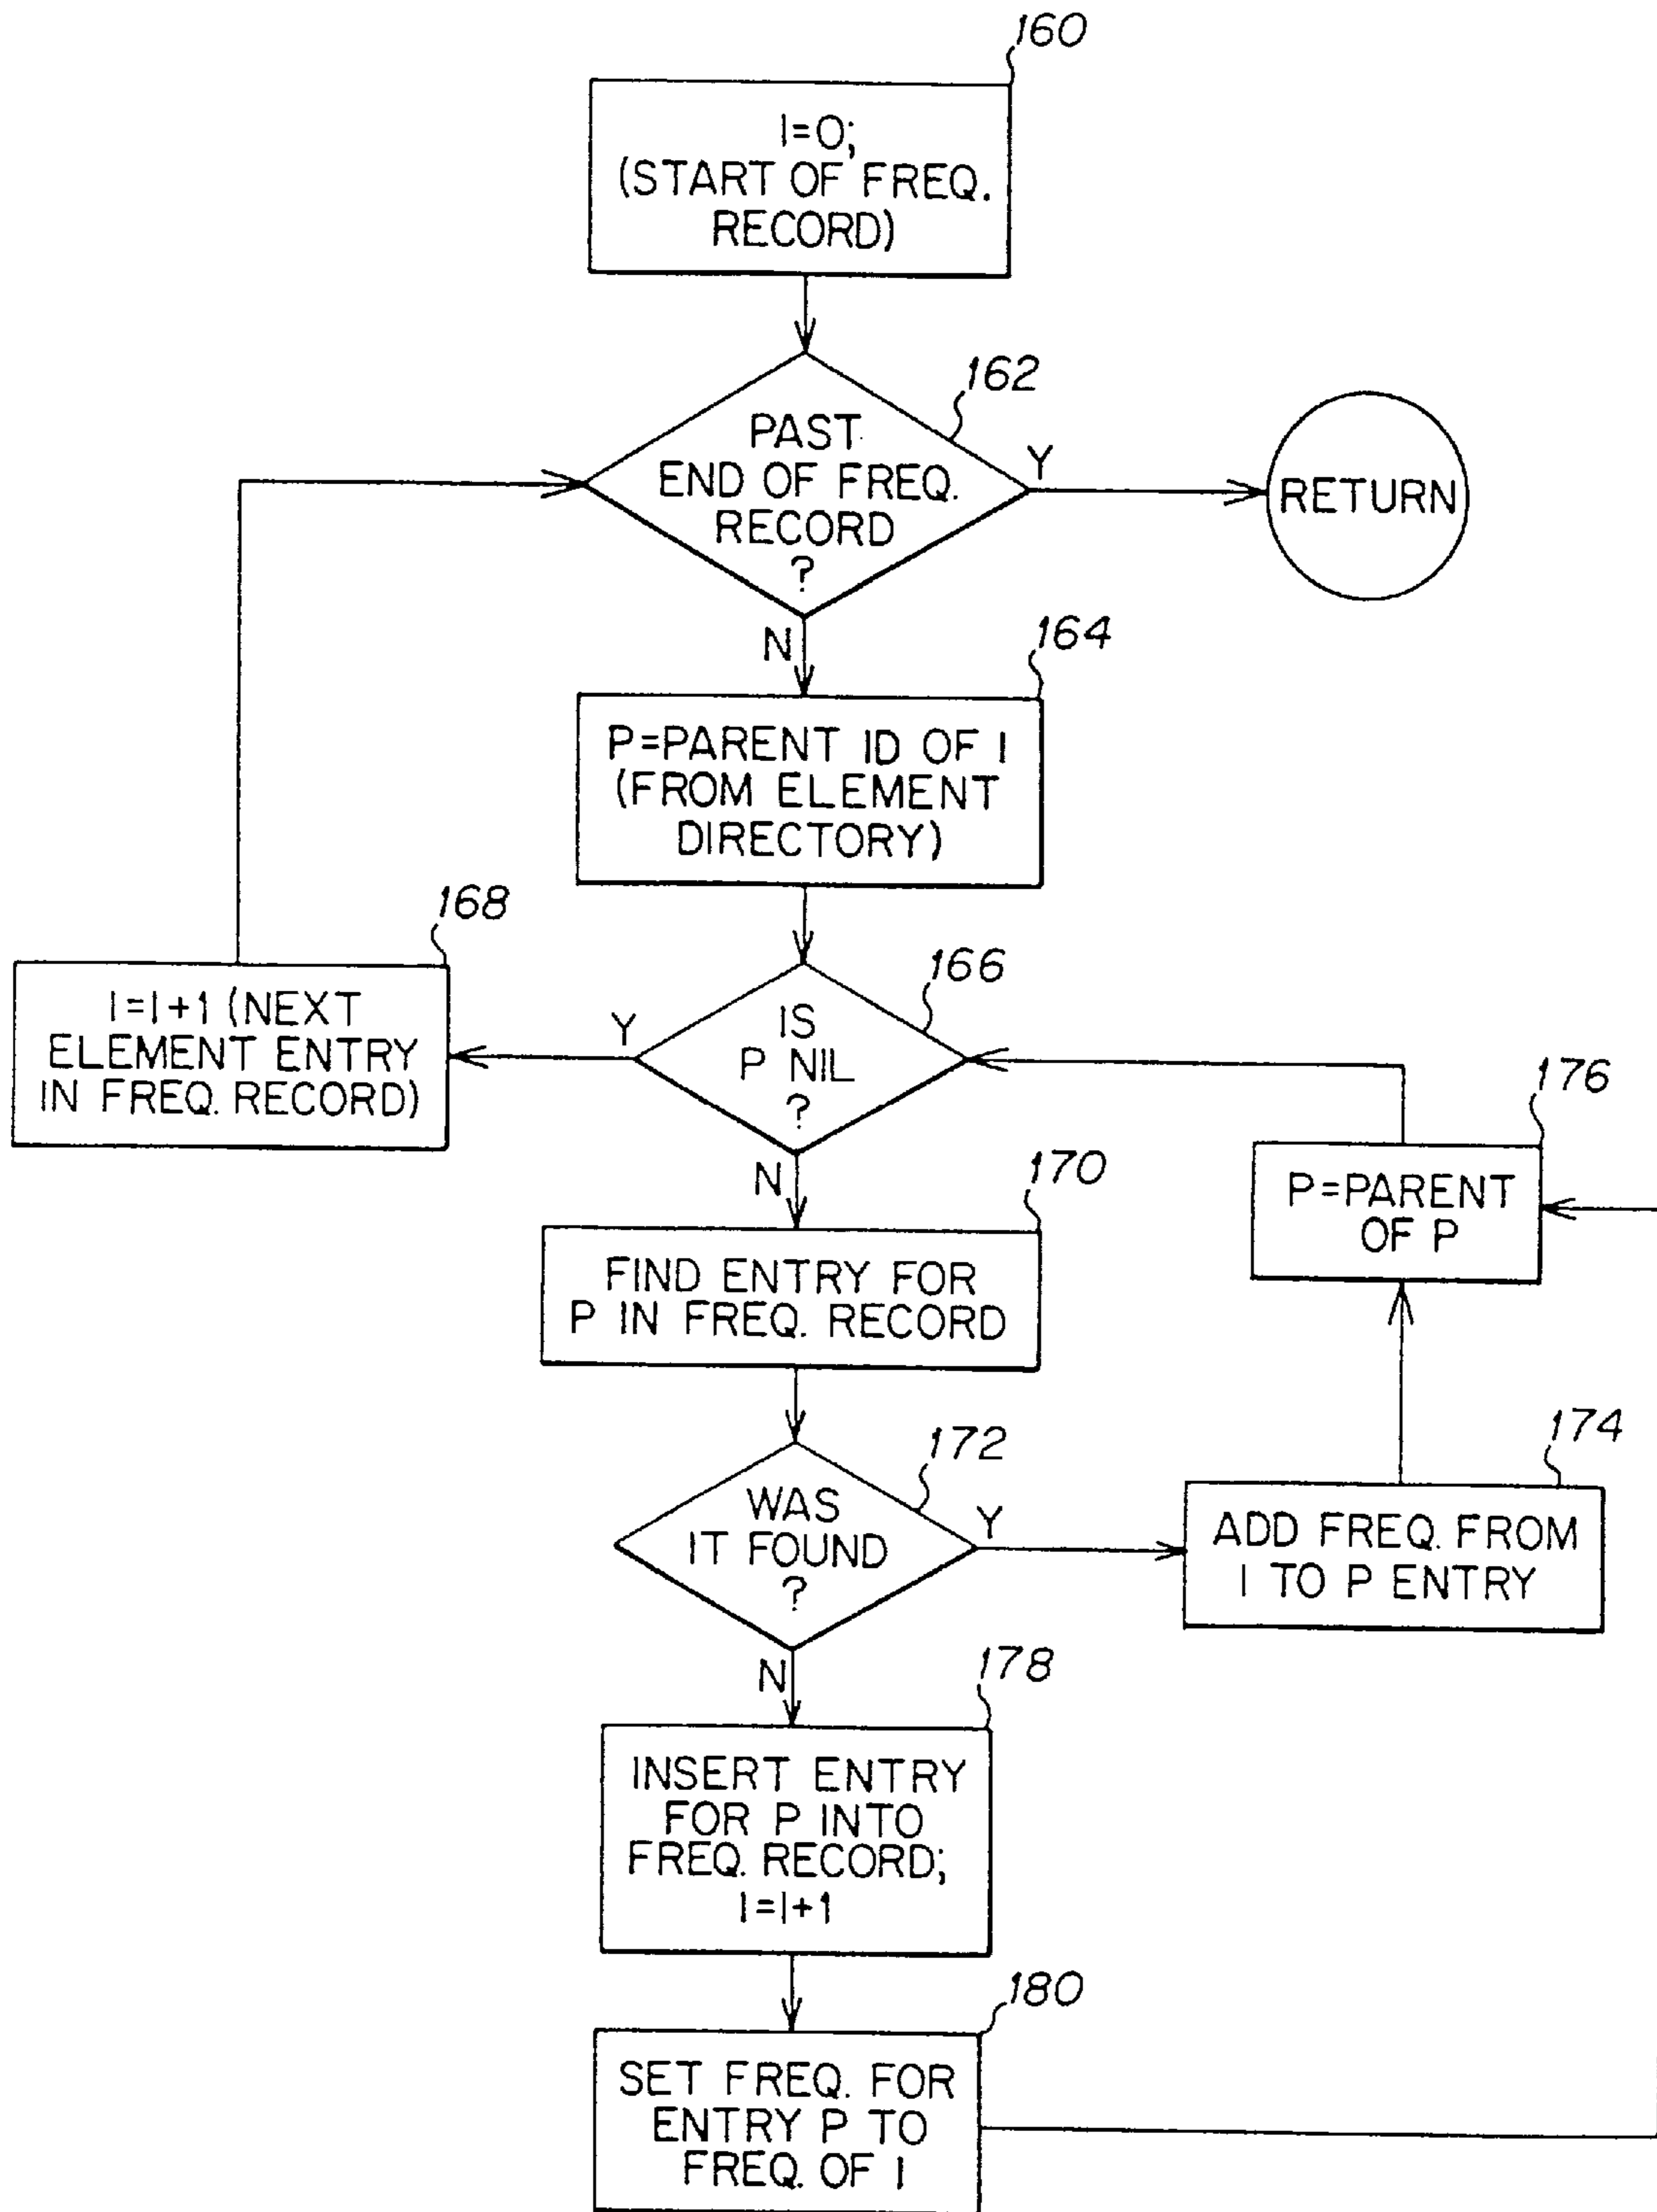 160
I=0;
(START OF FREQ.
RECORD)
162
PAST
END OF FREQ.
RECORD
?
Y
RETURN
N
164
P=PARENT ID OF I
(FROM ELEMENT
DIRECTORY)
168
I=I+1 (NEXT
ELEMENT ENTRY
IN FREQ. RECORD)
166
Y
IS
P NIL
?
N
176
P=PARENT
OF P
170
FIND ENTRY FOR
P IN FREQ. RECORD
172
WAS
IT FOUND
?
Y
174
ADD FREQ. FROM
I TO P ENTRY
N
178
INSERT ENTRY
FOR P INTO
FREQ. RECORD;
I=I+1
180
SET FREQ. FOR
ENTRY P TO
FREQ. OF I